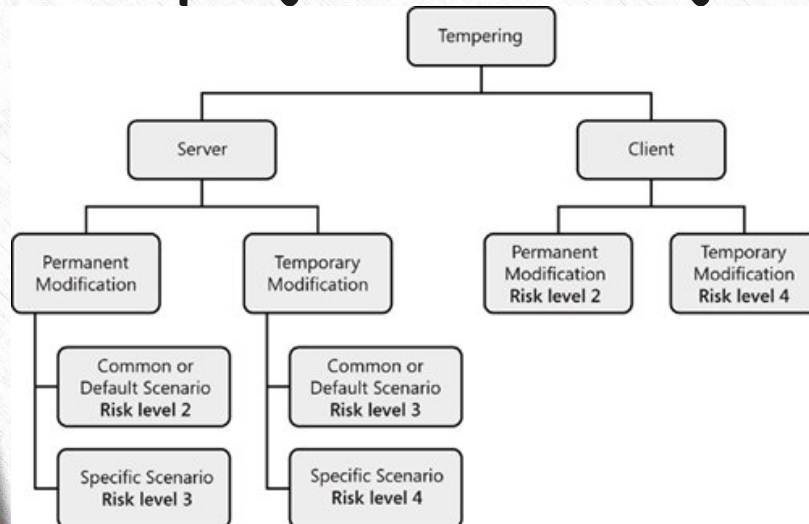 Tempering
Server
Client
Permanent
Modification
Temporary
Modification
Permanent
Modification
Risk level 2
Temporary
Modification
Risk level 4
Common or
Default Scenario
Risk level 2
Common or
Default Scenario
Risk level 3
Specific Scenario
Risk level 3
Specific Scenario
Risk level 4